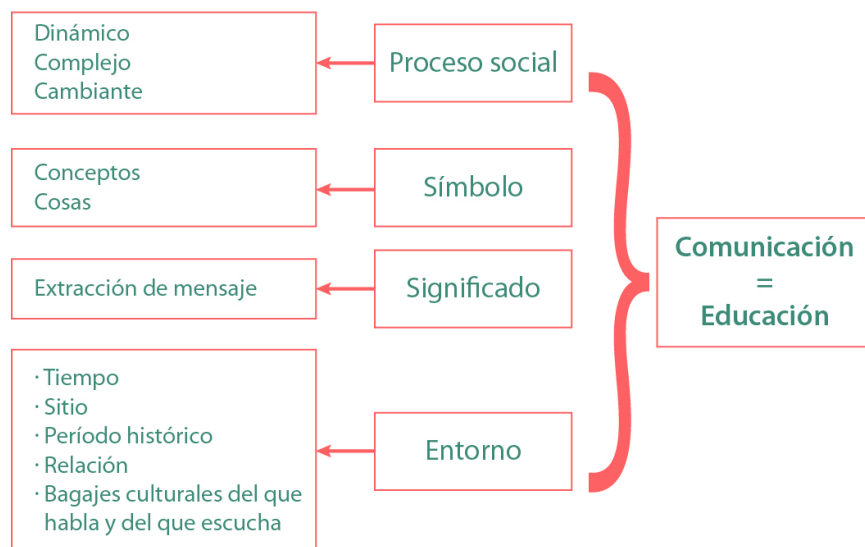 Dinámico
Complejo
Cambiante
Proceso social
Conceptos
Cosas
Símbolo
Extracción de mensaje
Significado
· Tiempo
· Sitio
· Período histórico
· Relación
· Bagajes culturales del que
habla y del que escucha
Entorno
Comunicación
=
Educación